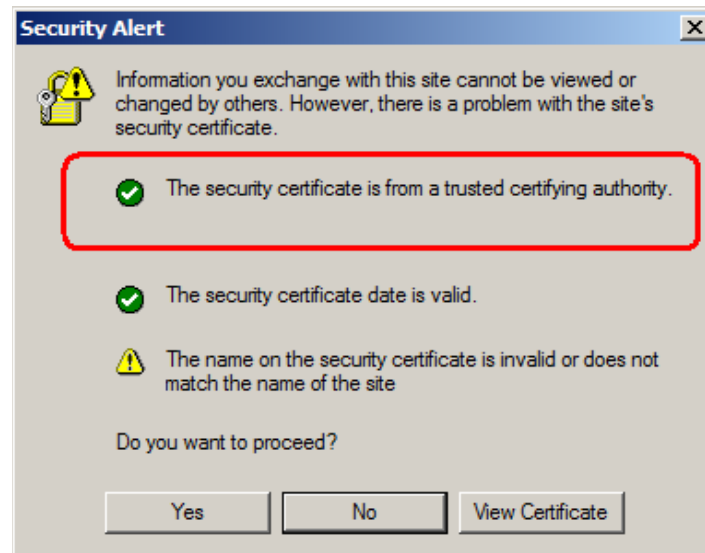 Security Alert
Information you exchange with this site cannot be viewed or
changed by others. However, there is a problem with the site's
security certificate.
The security certificate is from a trusted certifying authority.
The security certificate date is valid.
The name on the security certificate is invalid or does not
match the name of the site
Do you want to proceed?
Yes No View Certificate